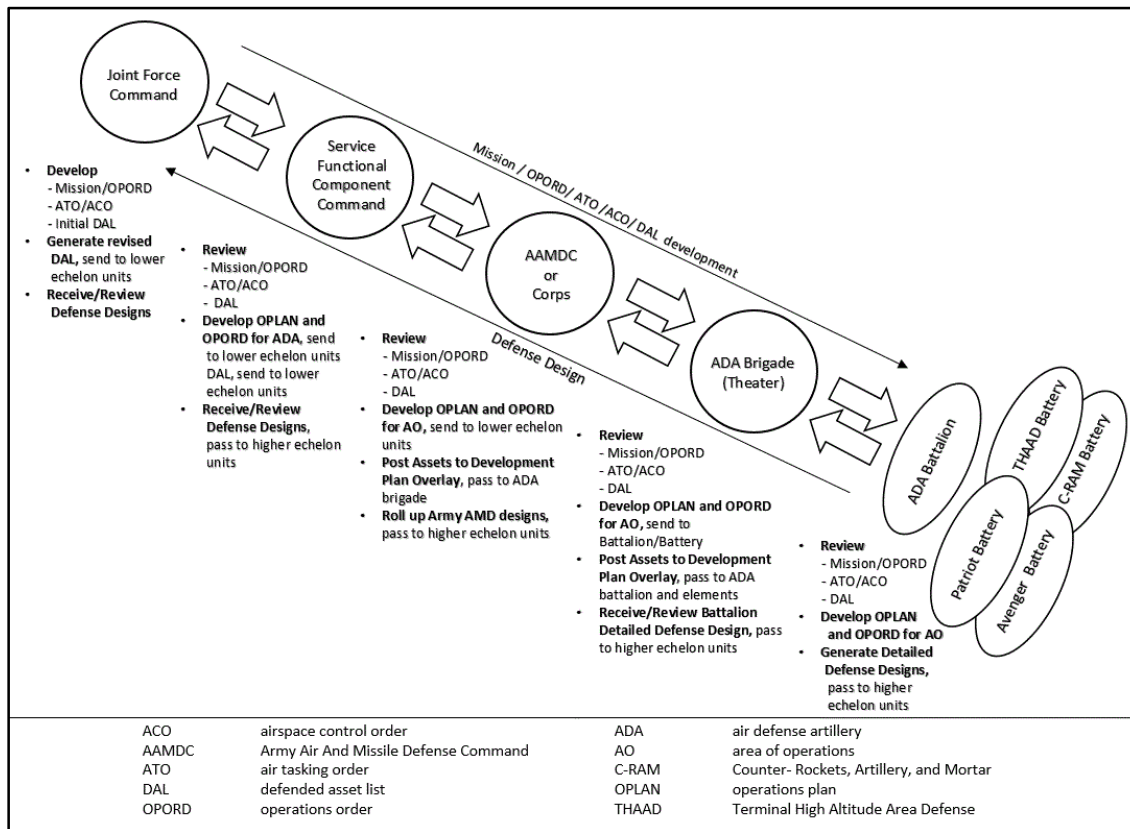 Joint Force
Command
Service
Functional
Component
Command
AAMDC
or
Corps
ADA Brigade
(Theater)
Mission / OPORD/ ATO /ACO/ DAL development
Defense Design
ADA Battalion
THAAD Battery
C-RAM Battery
Patriot Battery
Avenger Battery
• Develop
- Mission/OPORD
- ATO/ACO
- Initial DAL
• Generate revised
DAL, send to lower
echelon units
• Receive/Review
Defense Designs
• Review
- Mission/OPORD
- ATO/ACO
- DAL
• Develop OPLAN and
OPORD for ADA, send
to lower echelon units
DAL, send to lower
echelon units
• Receive/Review
Defense Designs,
pass to higher echelon
units
• Review
- Mission/OPORD
- ATO/ACO
- DAL
• Develop OPLAN and OPORD
for AO, send to lower echelon
units
• Post Assets to Development
Plan Overlay, pass to ADA
brigade
• Roll up Army AMD designs,
pass to higher echelon units
• Review
- Mission/OPORD
- ATO/ACO
- DAL
• Develop OPLAN and OPORD
for AO, send to
Battalion/Battery
• Post Assets to Development
Plan Overlay, pass to ADA
battalion and elements
• Receive/Review Battalion
Detailed Defense Design, pass
to higher echelon units
• Review
- Mission/OPORD
- ATO/ACO
- DAL
• Develop OPLAN
and OPORD for AO
• Generate Detailed
Defense Designs,
pass to higher
echelon units
ACO airspace control order ADA air defense artillery
AAMDC Army Air And Missile Defense Command AO area of operations
ATO air tasking order C-RAM Counter- Rockets, Artillery, and Mortar
DAL defended asset list OPLAN operations plan
OPORD operations order THAAD Terminal High Altitude Area Defense